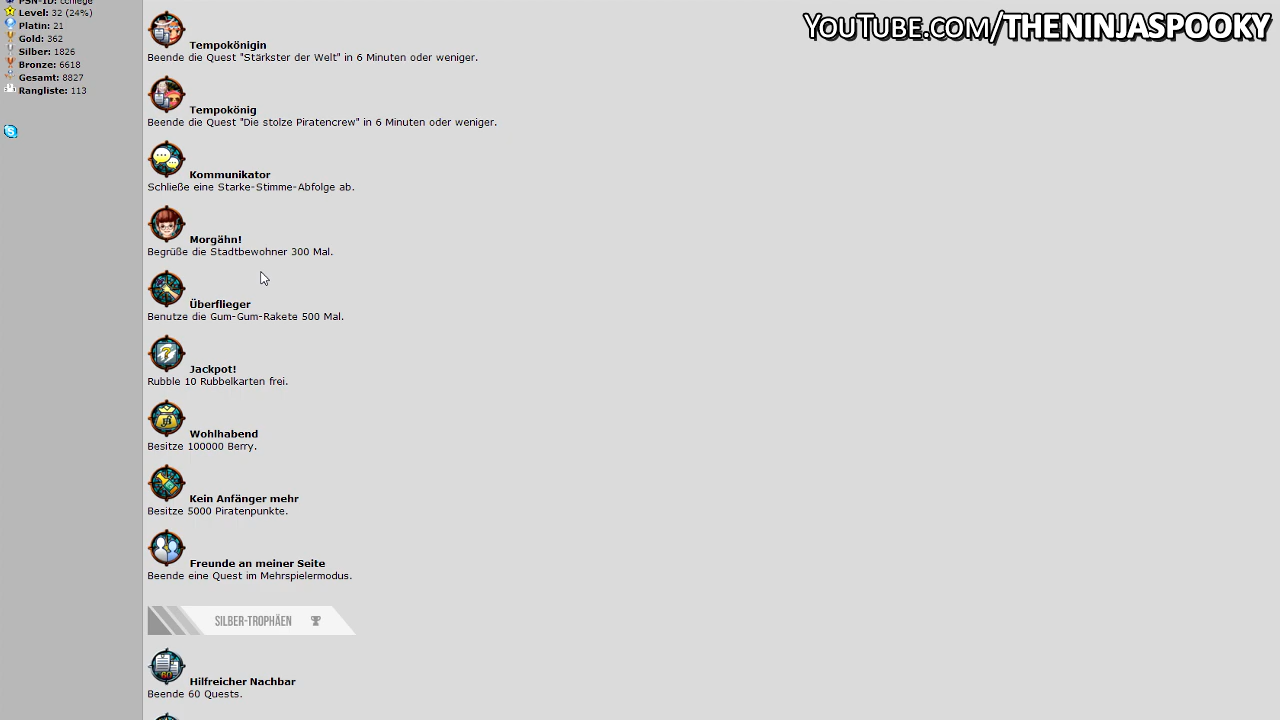 PSN-ID: cchiege
Level: 32 (24%)
Platin: 21
Gold: 362
Silber: 1826
Bronze: 6618
Gesamt: 8827
Rangliste: 113
YouTube.com/THENINJASPOOKY
Tempokönigin
Beende die Quest "Stärkster der Welt" in 6 Minuten oder weniger.
Tempokönig
Beende die Quest "Die stolze Piratencrew" in 6 Minuten oder weniger.
Kommunikator
Schließe eine Starke-Stimme-Abfolge ab.
Morgähn!
Begrüße die Stadtbewohner 300 Mal.
Überflieger
Benutze die Gum-Gum-Rakete 500 Mal.
Jackpot!
Rubble 10 Rubbelkarten frei.
Wohlhabend
Besitze 100000 Berry.
Kein Anfänger mehr
Besitze 5000 Piratenpunkte.
Freunde an meiner Seite
Beende eine Quest im Mehrspielermodus.
SILBER-TROPHÄEN
60
Hilfreicher Nachbar
Beende 60 Quests.